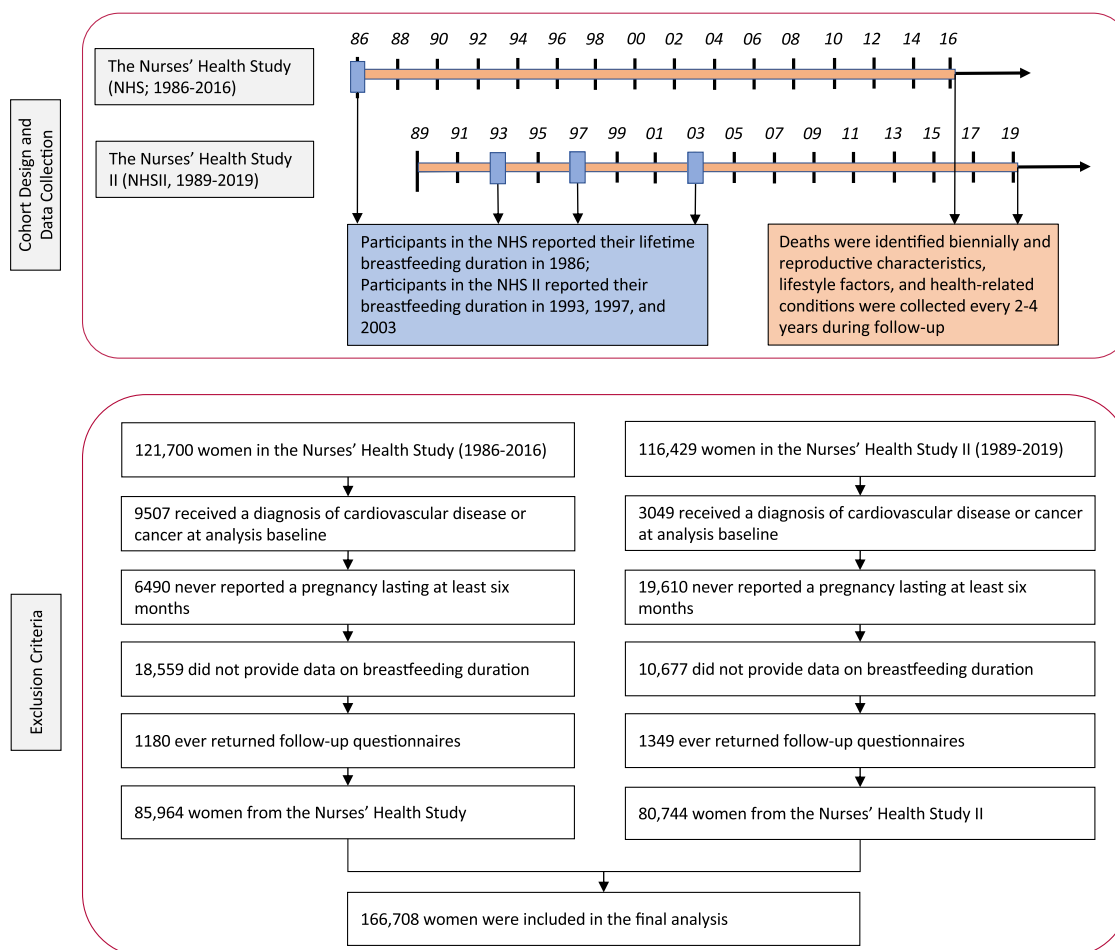 Cohort Design and
Data Collection
The Nurses' Health Study
(NHS; 1986-2016)
86 88 90 92 94 96 98 00 02 04 06 08 10 12 14 16
The Nurses' Health Study
II (NHSII, 1989-2019)
89 91 93 95 97 99 01 03 05 07 09 11 13 15 17 19
Participants in the NHS reported their lifetime
breastfeeding duration in 1986;
Participants in the NHS II reported their
breastfeeding duration in 1993, 1997, and
2003
Deaths were identified biennially and
reproductive characteristics,
lifestyle factors, and health-related
conditions were collected every 2-4
years during follow-up
Exclusion Criteria
121,700 women in the Nurses' Health Study (1986-2016)
9507 received a diagnosis of cardiovascular disease or
cancer at analysis baseline
6490 never reported a pregnancy lasting at least six
months
18,559 did not provide data on breastfeeding duration
1180 ever returned follow-up questionnaires
85,964 women from the Nurses' Health Study
116,429 women in the Nurses' Health Study II (1989-2019)
3049 received a diagnosis of cardiovascular disease or cancer
at analysis baseline
19,610 never reported a pregnancy lasting at least six
months
10,677 did not provide data on breastfeeding duration
1349 ever returned follow-up questionnaires
80,744 women from the Nurses' Health Study II
166,708 women were included in the final analysis